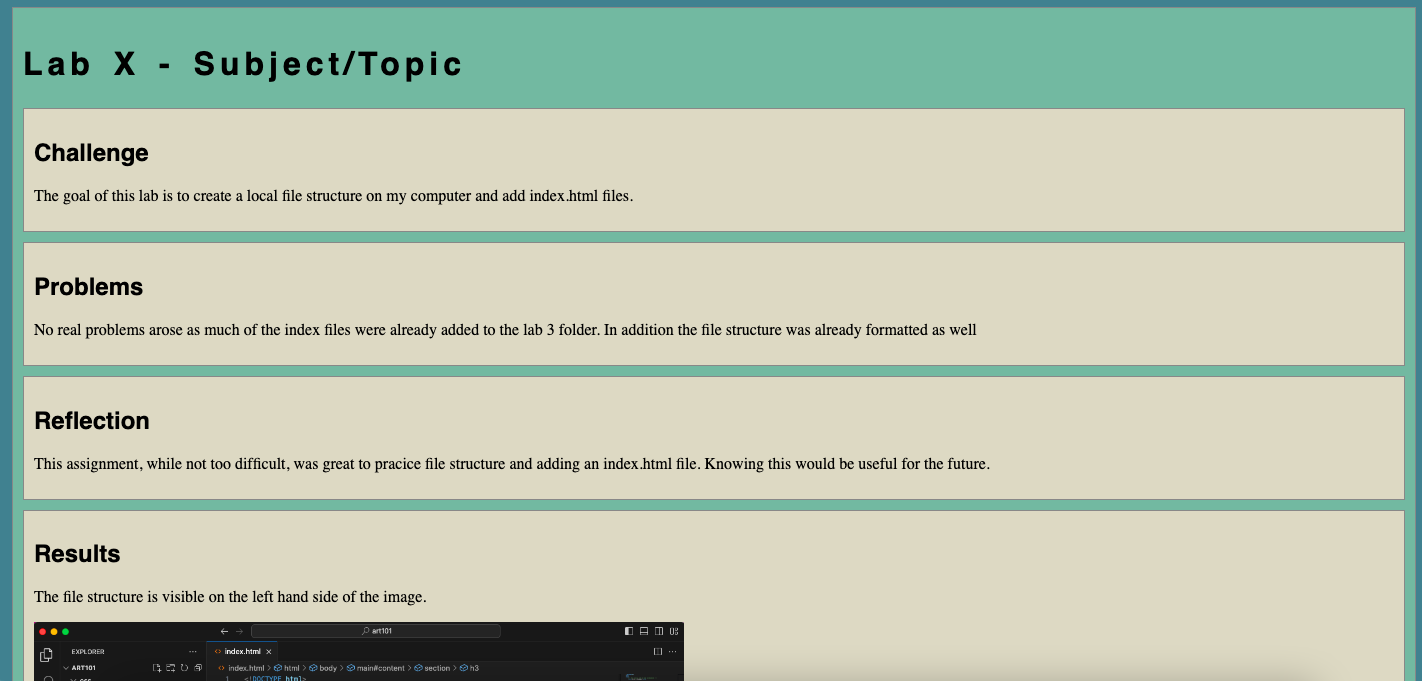 Lab X - Subject/Topic
Challenge
The goal of this lab is to create a local file structure on my computer and add index.html files.
Problems
No real problems arose as much of the index files were already added to the lab 3 folder. In addition the file structure was already formatted as well
Reflection
This assignment, while not too difficult, was great to pracice file structure and adding an index.html file. Knowing this would be useful for the future.
Results
The file structure is visible on the left hand side of the image.
art101
EXPLORER
index.html
ART101
index.html > html > body > main#content > section > h3
css
1 <!DOCTYPE html>